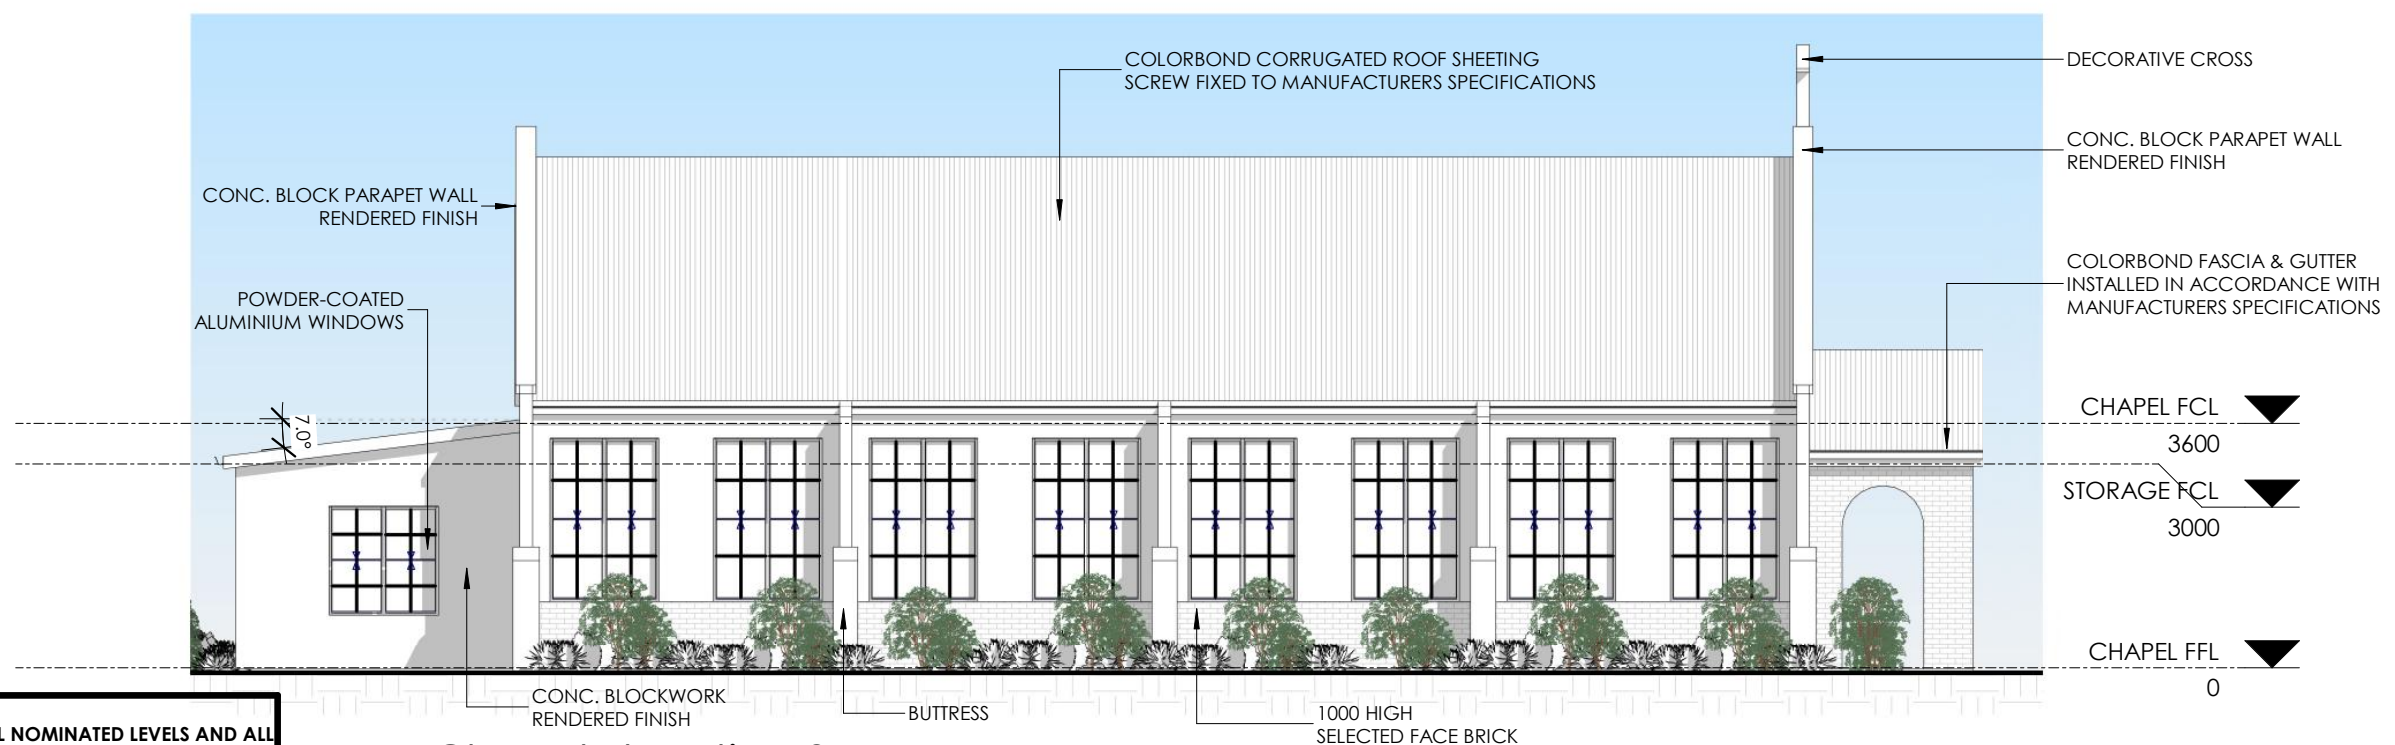 COLORBOND CORRUGATED ROOF SHEETING
SCREW FIXED TO MANUFACTURERS SPECIFICATIONS
DECORATIVE CROSS
CONC. BLOCK PARAPET WALL
RENDERED FINISH
CONC. BLOCK PARAPET WALL
RENDERED FINISH
COLORBOND FASCIA & GUTTER
INSTALLED IN ACCORDANCE WITH
MANUFACTURERS SPECIFICATIONS
POWDER-COATED
ALUMINIUM WINDOWS
7.0°
CHAPEL FCL
3600
STORAGE FCL
3000
CHAPEL FFL
0
CONC. BLOCKWORK
RENDERED FINISH
BUTTRESS
1000 HIGH
SELECTED FACE BRICK
NOMINATED LEVELS AND ALL